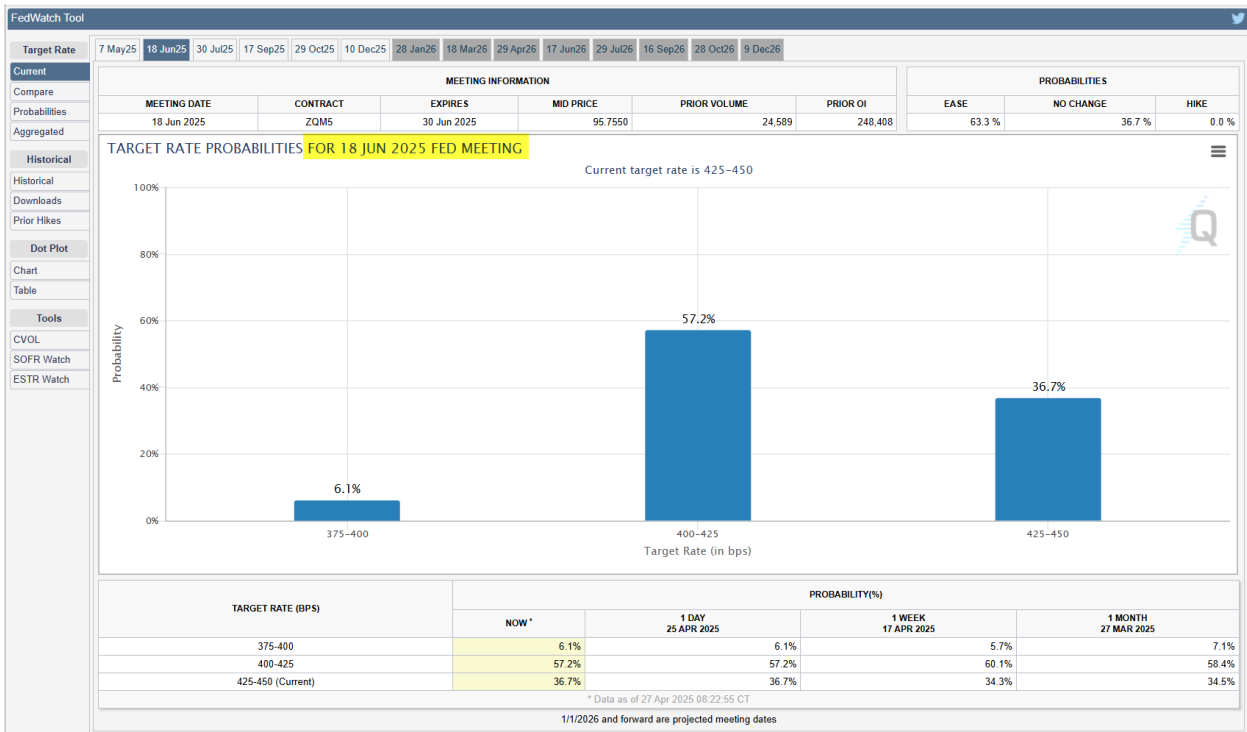 FedWatch Tool
Target Rate
Current
Compare
Probabilities
Aggregated
Historical
Historical
Downloads
Prior Hikes
Dot Plot
Chart
Table
Tools
CVOL
SOFR Watch
ESTR Watch
7 May25 18 Jun25 30 Jul25 17 Sep25 29 Oct25 10 Dec25 28 Jan26 18 Mar26 29 Apr26 17 Jun26 29 Jul26 16 Sep26 28 Oct26 9 Dec26
MEETING INFORMATION
MEETING DATE CONTRACT EXPIRES MID PRICE PRIOR VOLUME PRIOR OI
18 Jun 2025 ZQM5 30 Jun 2025 95.7550 24,589 248,408
PROBABILITIES
EASE NO CHANGE HIKE
63.3 % 36.7 % 0.0 %
TARGET RATE PROBABILITIES FOR 18 JUN 2025 FED MEETING
Current target rate is 425-450
Q
100%
80%
60%
40%
20%
0%
Probability
6.1%
57.2%
36.7%
375-400 400-425 425-450
Target Rate (in bps)
TARGET RATE (BPS) PROBABILITY(%)
NOW * 1 DAY 1 WEEK 1 MONTH
25 APR 2025 17 APR 2025 27 MAR 2025
375-400 6.1% 6.1% 5.7% 7.1%
400-425 57.2% 57.2% 60.1% 58.4%
425-450 (Current) 36.7% 36.7% 34.3% 34.5%
* Data as of 27 Apr 2025 08:22:55 CT
1/1/2026 and forward are projected meeting dates